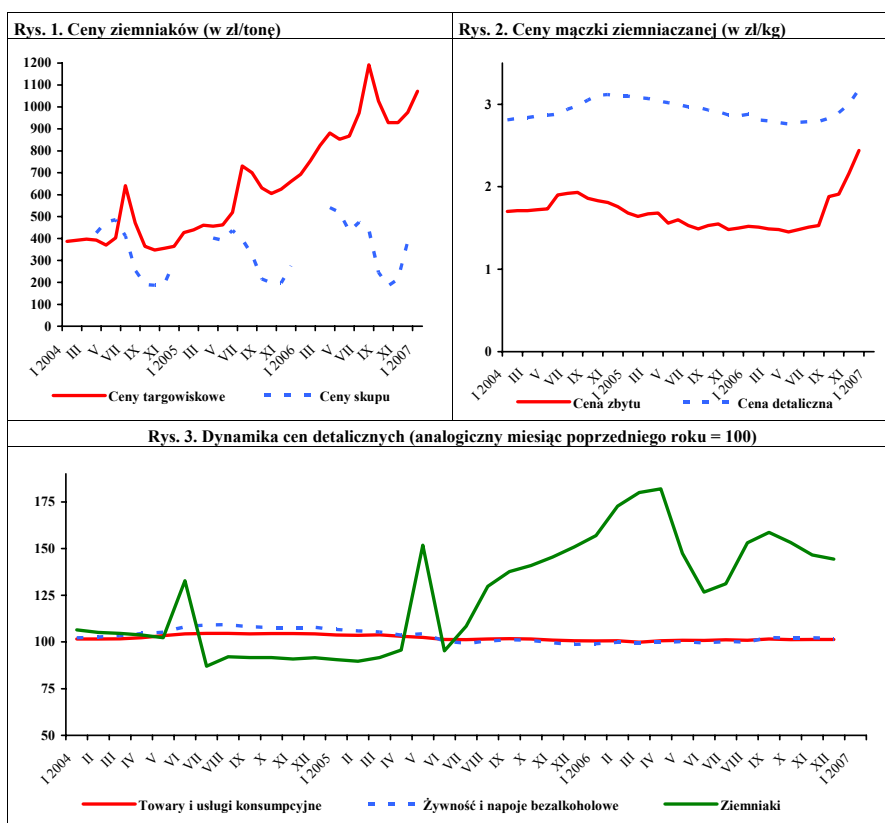 Rys. 1. Ceny ziemniaków (w zł/tonę)
1200
1100
1000
900
800
700
600
500
400
300
200
100
0
I 2004
III
V
VII
IX
XI
I 2005
III
V
VII
IX
XI
I 2006
III
V
VII
IX
XI
I 2007
Ceny targowiskowe
Ceny skupu
Rys. 2. Ceny mączki ziemniaczanej (w zł/kg)
3
2
1
0
I 2004
III
V
VII
IX
XI
I 2005
III
V
VII
IX
XI
I 2006
III
V
VII
IX
XI
I 2007
Cena zbytu
Cena detaliczna
Rys. 3. Dynamika cen detalicznych (analogiczny miesiąc poprzedniego roku = 100)
175
150
125
100
75
50
I 2004
II
III
IV
V
VI
VII
VIII
IX
X
XI
XII
I 2005
II
III
IV
V
VI
VII
VIII
IX
X
XI
I 2006
II
III
IV
V
VI
VII
VIII
IX
X
XI
XII
I 2007
Towary i usługi konsumpcyjne
Żywność i napoje bezalkoholowe
Ziemniaki